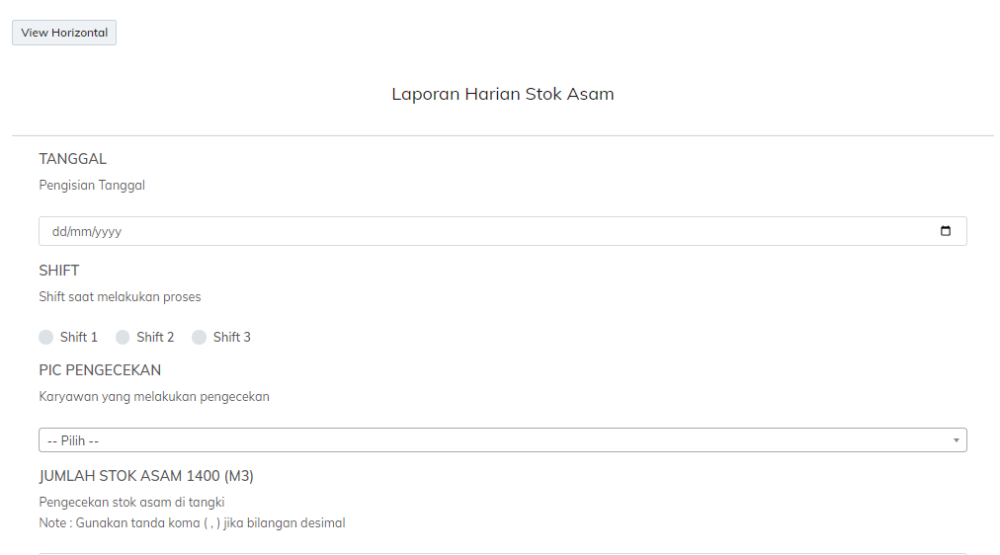 View Horizontal
Laporan Harian Stok Asam
TANGGAL
Pengisian Tanggal
dd/mm/yyyy
SHIFT
Shift saat melakukan proses
Shift 1 Shift 2 Shift 3
PIC PENGECEKAN
Karyawan yang melakukan pengecekan
-- Pilih --
JUMLAH STOK ASAM 1400 (M3)
Pengecekan stok asam di tangki
Note : Gunakan tanda koma ( , ) jika bilangan desimal